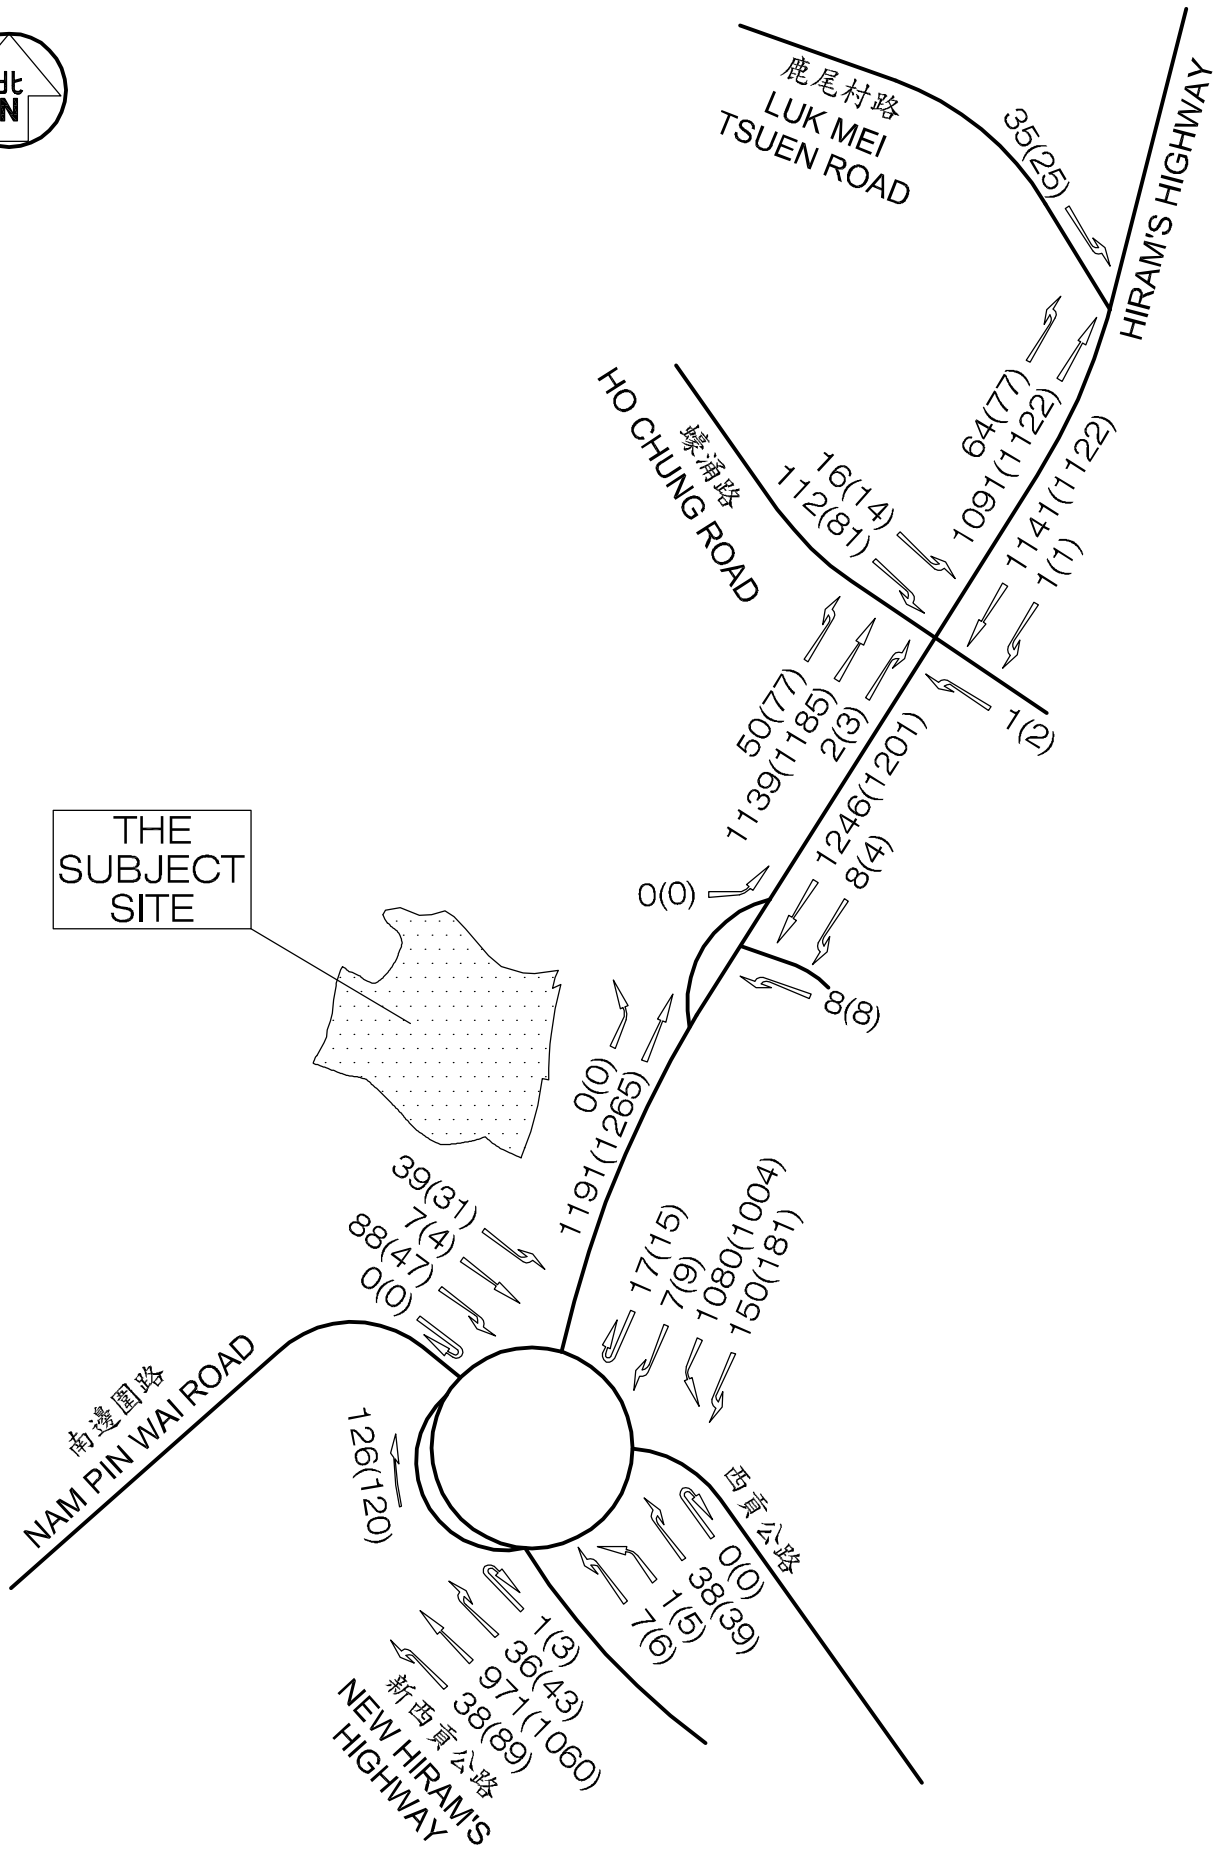 北
N
鹿尾村路
LUK MEI
TSUEN ROAD
35(25)
HIRAM'S HIGHWAY
64(77)
1091(1122)
1141(1122)
1(1)
蠔涌路
HO CHUNG ROAD
16(14)
112(81)
50(77)
1139(1185)
2(3)
1(2)
1246(1201)
8(4)
THE
SUBJECT
SITE
0(0)
8(8)
0(0)
1191(1265)
39(31)
7(4)
88(47)
0(0)
17(15)
7(9)
1080(1004)
150(181)
南邊圍路
NAM PIN WAI ROAD
126(120)
西貢公路
0(0)
38(39)
1(5)
7(6)
1(3)
36(43)
971(1060)
38(89)
新西貢公路
NEW HIRAM'S
HIGHWAY